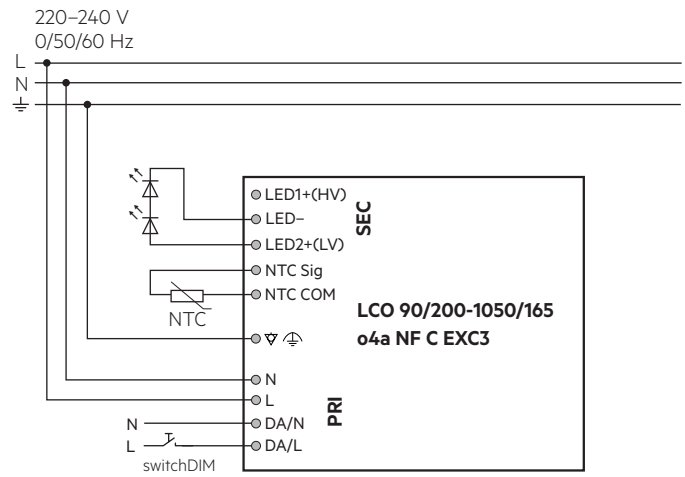 220–240 V
0/50/60 Hz
L
N
LED1+(HV)
LED–
LED2+(LV)
SEC
NTC Sig
NTC COM
NTC
LCO 90/200-1050/165
o4a NF C EXC3
N
L
PRI
N
DA/N
L
DA/L
switchDIM